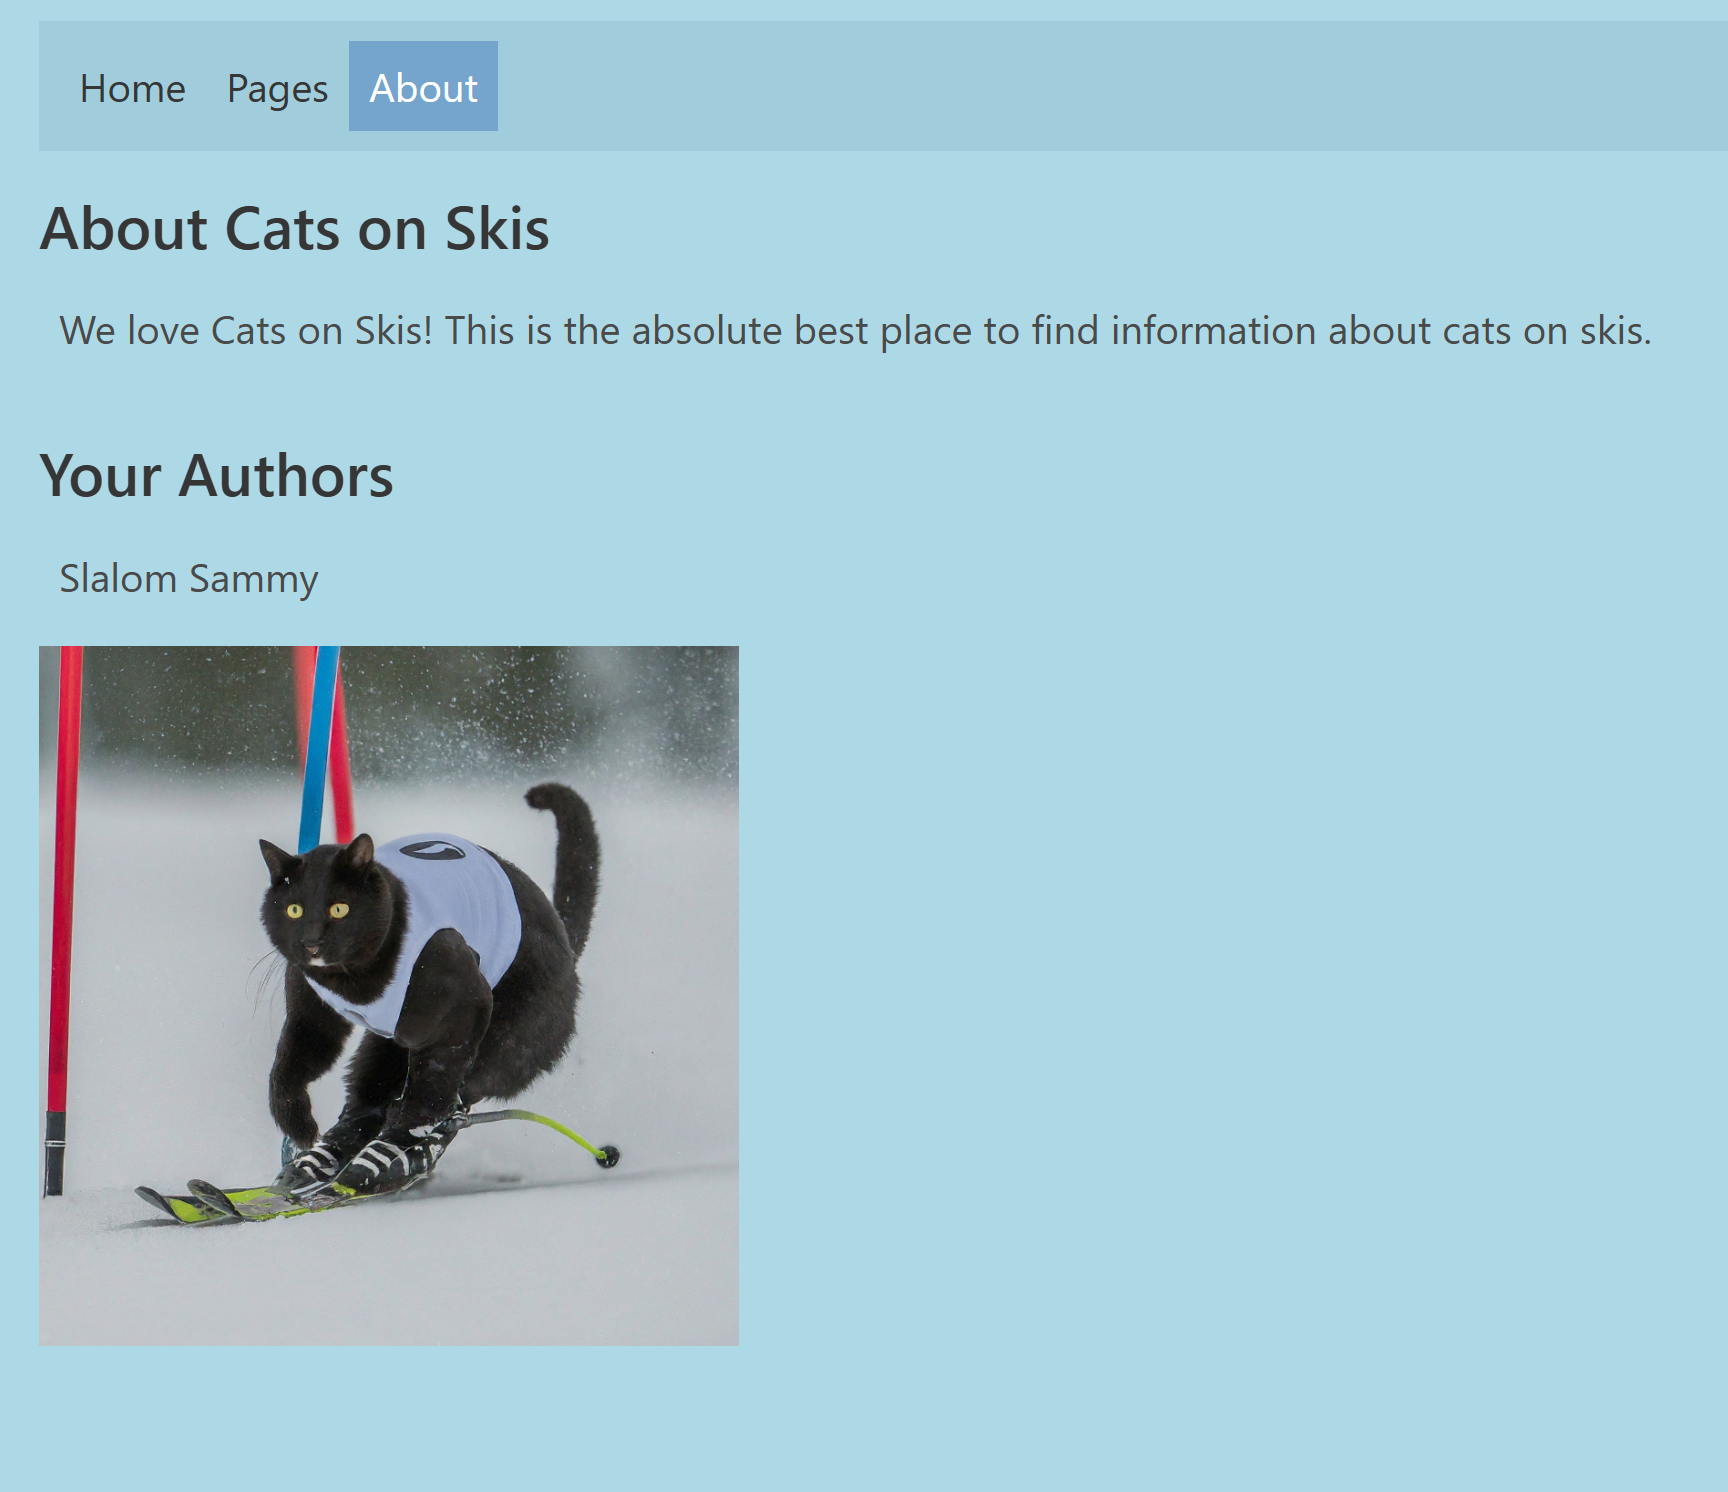 Home Pages About
About Cats on Skis
We love Cats on Skis! This is the absolute best place to find information about cats on skis.
Your Authors
Slalom Sammy